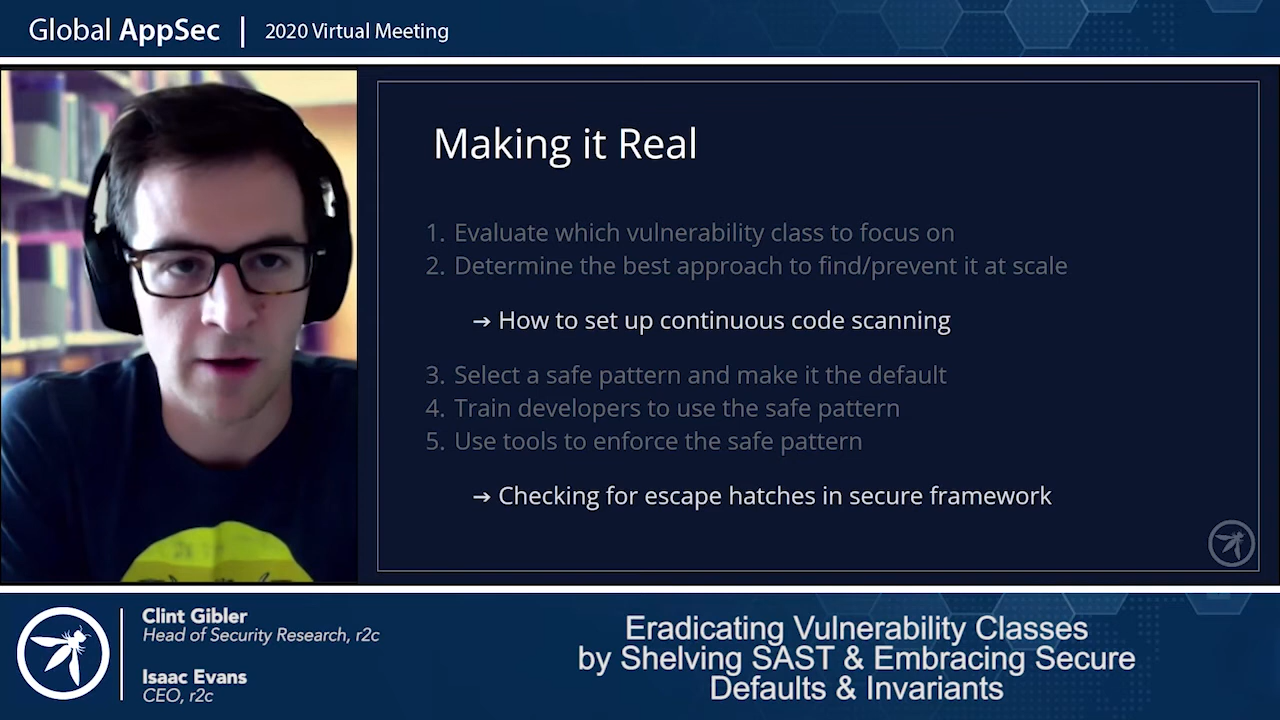 Global AppSec | 2020 Virtual Meeting
Making it Real
1. Evaluate which vulnerability class to focus on
2. Determine the best approach to find/prevent it at scale
→ How to set up continuous code scanning
3. Select a safe pattern and make it the default
4. Train developers to use the safe pattern
5. Use tools to enforce the safe pattern
→ Checking for escape hatches in secure framework
Clint Gibler
Head of Security Research, r2c
Isaac Evans
CEO, r2c
Eradicating Vulnerability Classes
by Shelving SAST & Embracing Secure
Defaults & Invariants